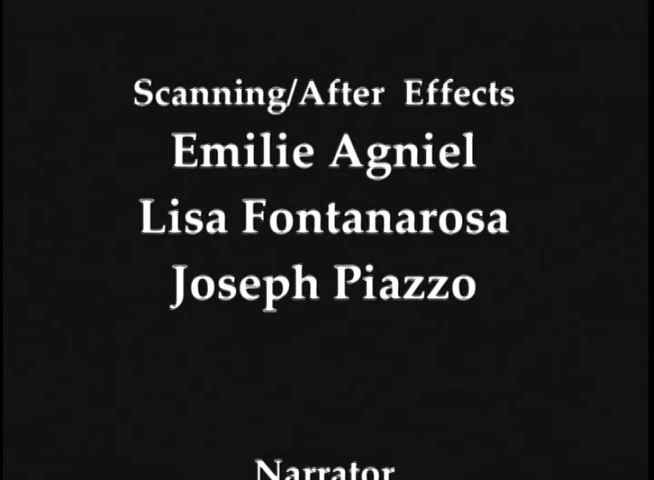 Scanning/After Effects
Emilie Agniel
Lisa Fontanarosa
Joseph Piazzo
Narrator